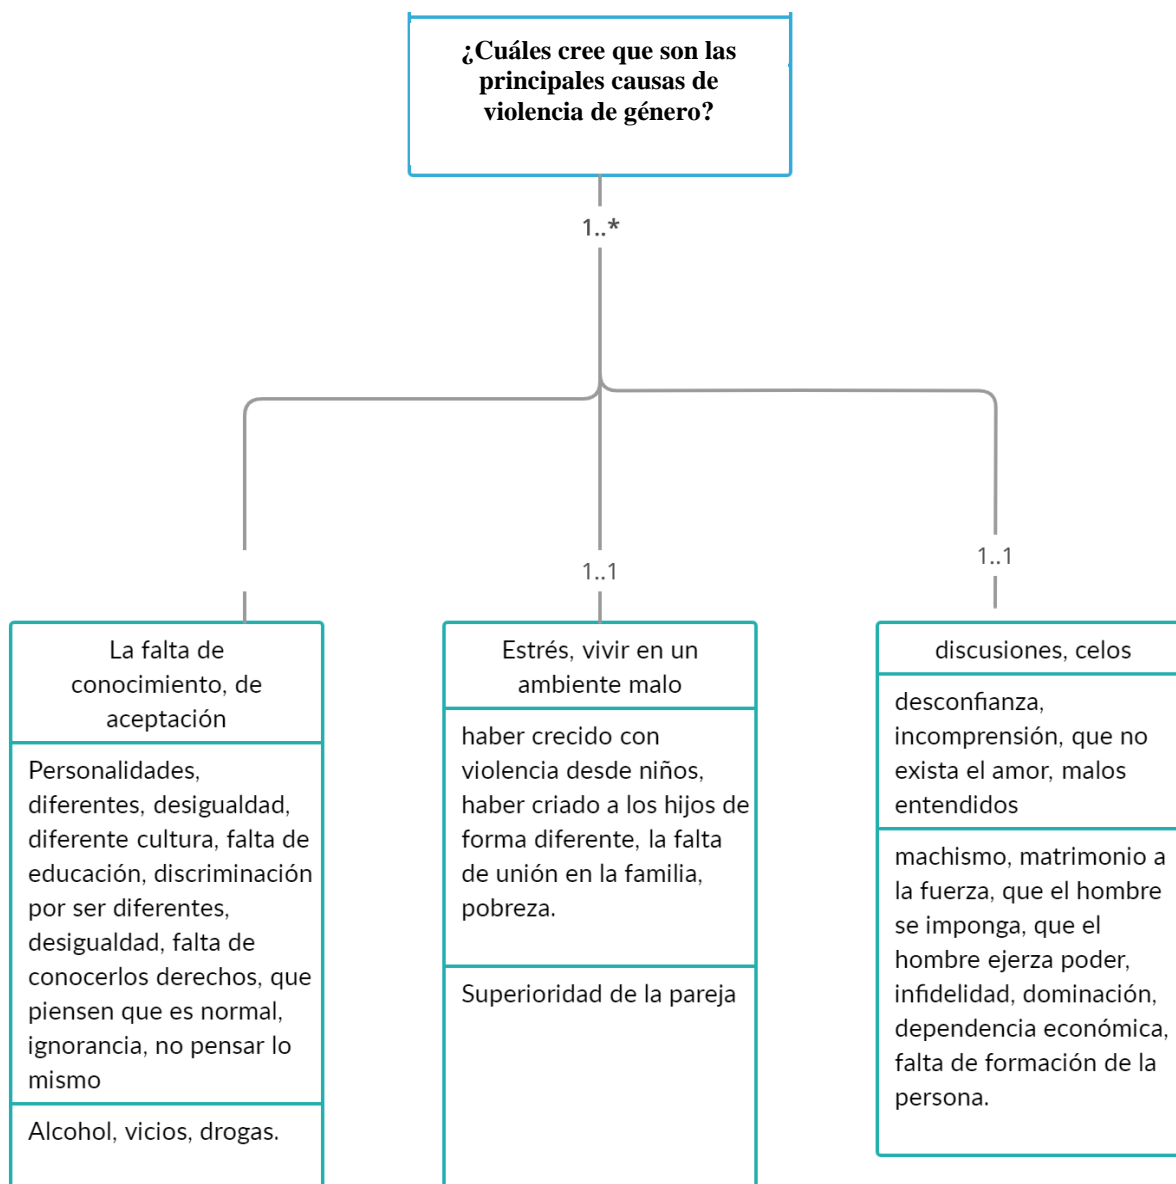 ¿Cuáles cree que son las
principales causas de
violencia de género?
1..*
1..1
1..1
La falta de
conocimiento, de
aceptación
Personalidades,
diferentes, desigualdad,
diferente cultura, falta de
educación, discriminación
por ser diferentes,
desigualdad, falta de
conocerlos derechos, que
piensen que es normal,
ignorancia, no pensar lo
mismo
Alcohol, vicios, drogas.
Estrés, vivir en un
ambiente malo
haber crecido con
violencia desde niños,
haber criado a los hijos de
forma diferente, la falta
de unión en la familia,
pobreza.
Superioridad de la pareja
discusiones, celos
desconfianza,
incomprensión, que no
exista el amor, malos
entendidos
machismo, matrimonio a
la fuerza, que el hombre
se imponga, que el
hombre ejerza poder,
infidelidad, dominación,
dependencia económica,
falta de formación de la
persona.